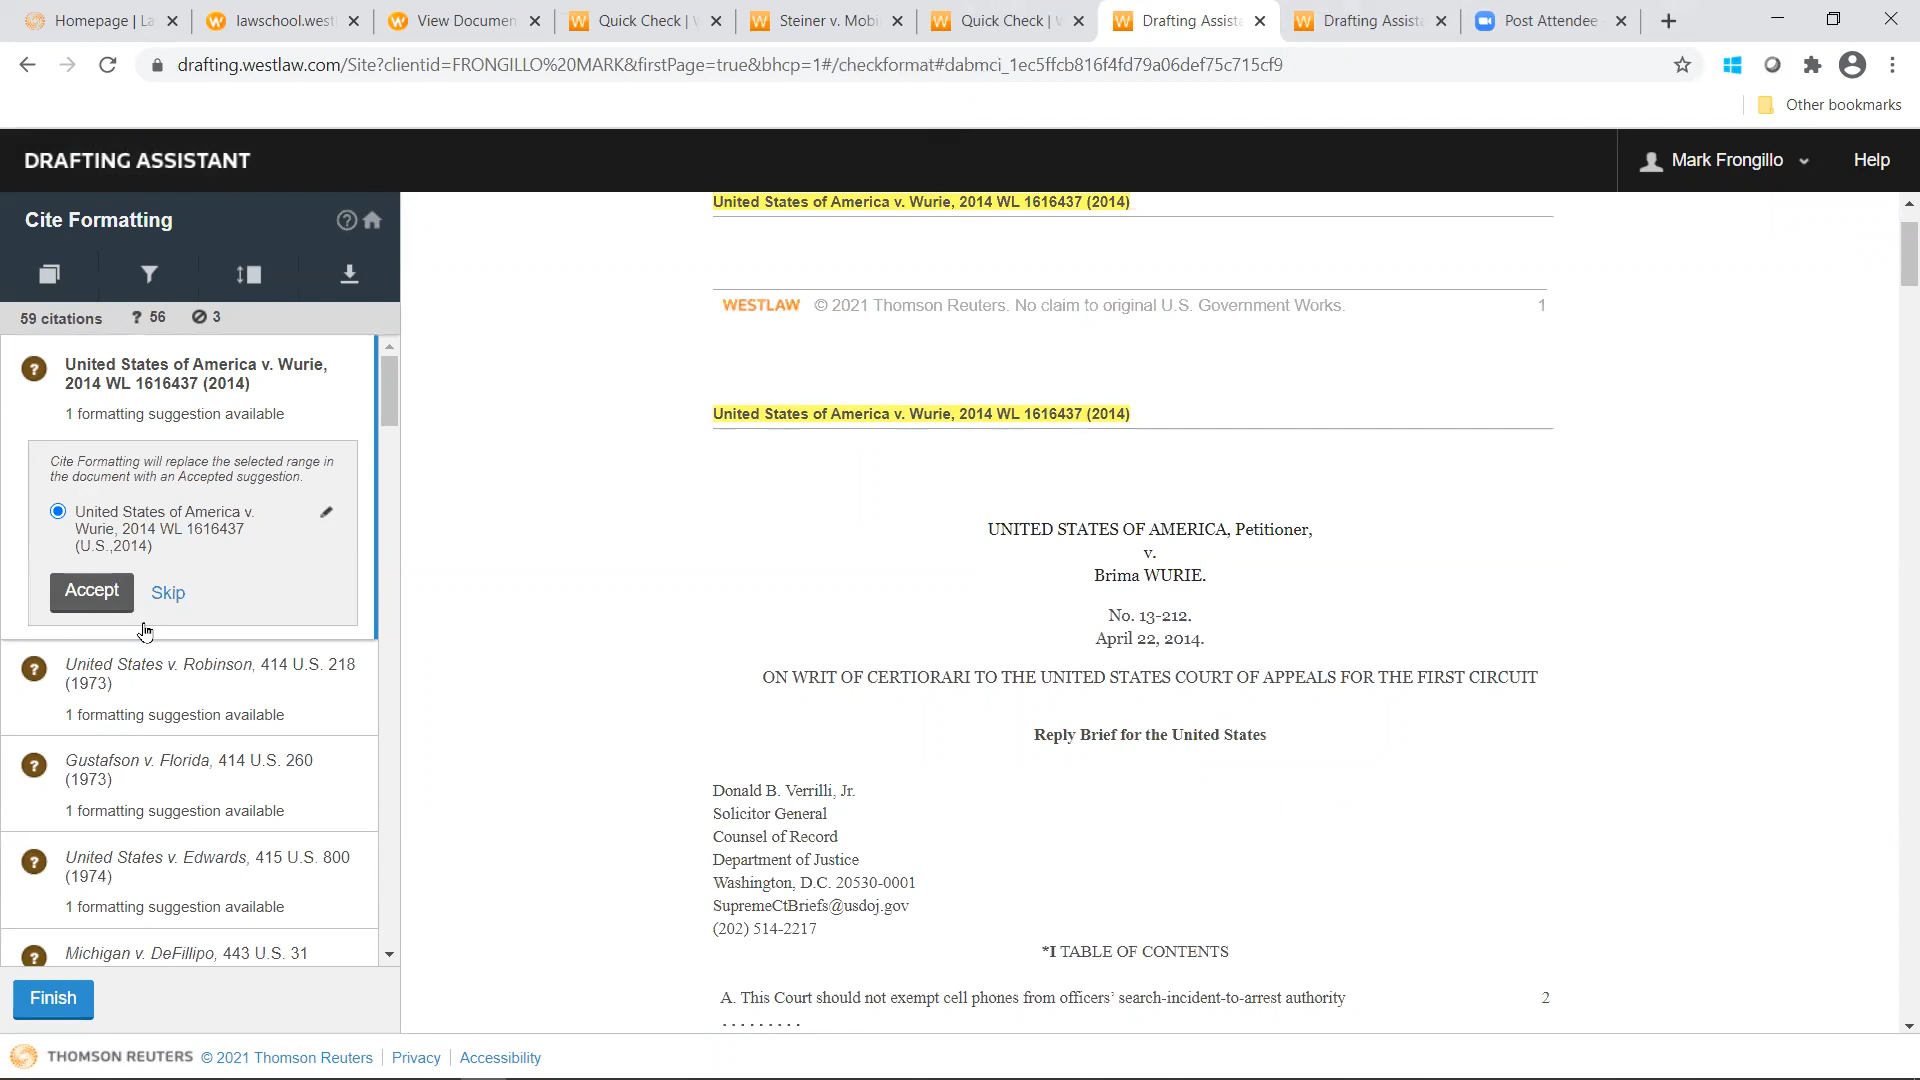 Homepage | La
lawschool.west
View Documen
Quick Check |
Steiner v. Mobi
Quick Check |
Drafting Assista
Drafting Assista
Post Attendee
drafting.westlaw.com/Site?clientid=FRONGILLO%20MARK&firstPage=true&bhcp=1#/checkformat#dabmci_1ec5ffcb816f4fd79a06def75c715cf9
Other bookmarks
DRAFTING ASSISTANT
Mark Frongillo
Help
Cite Formatting
59 citations ? 56 3
United States of America v. Wurie,
2014 WL 1616437 (2014)
1 formatting suggestion available
Cite Formatting will replace the selected range in
the document with an Accepted suggestion.
United States of America v.
Wurie, 2014 WL 1616437
(U.S.,2014)
Accept Skip
United States v. Robinson, 414 U.S. 218
(1973)
1 formatting suggestion available
Gustafson v. Florida, 414 U.S. 260
(1973)
1 formatting suggestion available
United States v. Edwards, 415 U.S. 800
(1974)
1 formatting suggestion available
Michigan v. DeFillipo, 443 U.S. 31
Finish
United States of America v. Wurie, 2014 WL 1616437 (2014)
WESTLAW © 2021 Thomson Reuters. No claim to original U.S. Government Works. 1
United States of America v. Wurie, 2014 WL 1616437 (2014)
UNITED STATES OF AMERICA, Petitioner,
v.
Brima WURIE.
No. 13-212.
April 22, 2014.
ON WRIT OF CERTIORARI TO THE UNITED STATES COURT OF APPEALS FOR THE FIRST CIRCUIT
Reply Brief for the United States
Donald B. Verrilli, Jr.
Solicitor General
Counsel of Record
Department of Justice
Washington, D.C. 20530-0001
SupremeCtBriefs@usdoj.gov
(202) 514-2217
*I TABLE OF CONTENTS
A. This Court should not exempt cell phones from officers' search-incident-to-arrest authority 2
. . . . . . . . .
THOMSON REUTERS © 2021 Thomson Reuters Privacy Accessibility